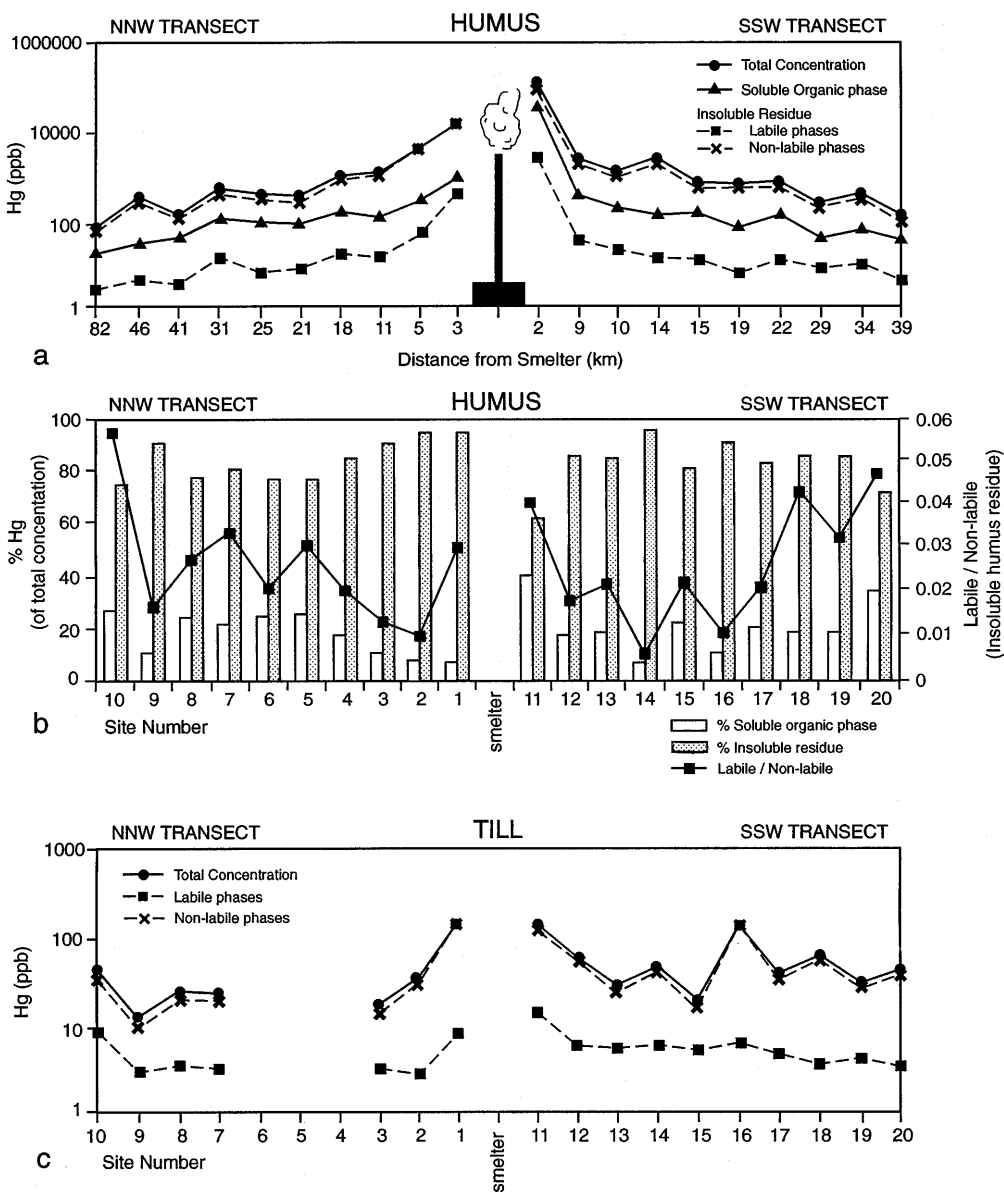 NNW TRANSECT HUMUS SSW TRANSECT
1000000
10000
100
1
Hg (ppb)
Total Concentration
Soluble Organic phase
Insoluble Residue
Labile phases
Non-labile phases
82 46 41 31 25 21 18 11 5 3 2 9 10 14 15 19 22 29 34 39
a Distance from Smelter (km)
NNW TRANSECT HUMUS SSW TRANSECT
100
80
60
40
20
0
% Hg
(of total concentration)
0.06
0.05
0.04
0.03
0.02
0.01
0
Labile / Non-labile
(Insoluble humus residue)
10 9 8 7 6 5 4 3 2 1 smelter 11 12 13 14 15 16 17 18 19 20
b Site Number
% Soluble organic phase
% Insoluble residue
Labile / Non-labile
NNW TRANSECT TILL SSW TRANSECT
1000
100
10
1
Hg (ppb)
Total Concentration
Labile phases
Non-labile phases
10 9 8 7 6 5 4 3 2 1 smelter 11 12 13 14 15 16 17 18 19 20
c Site Number